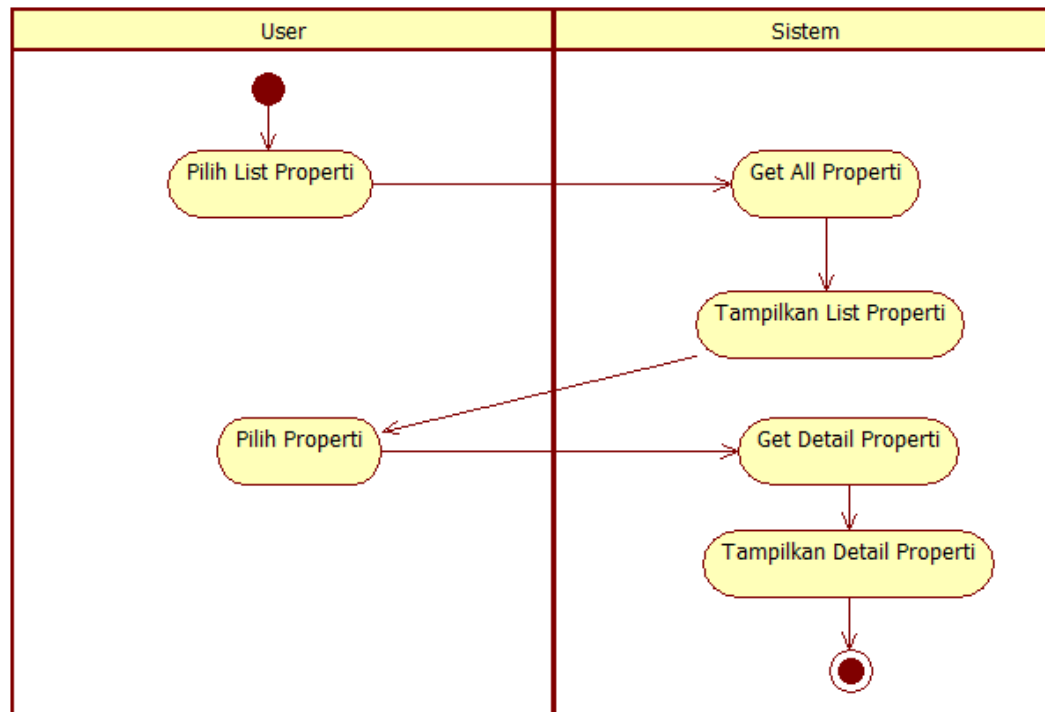 User
Sistem
Pilih List Properti
Get All Properti
Tampilkan List Properti
Pilih Properti
Get Detail Properti
Tampilkan Detail Properti